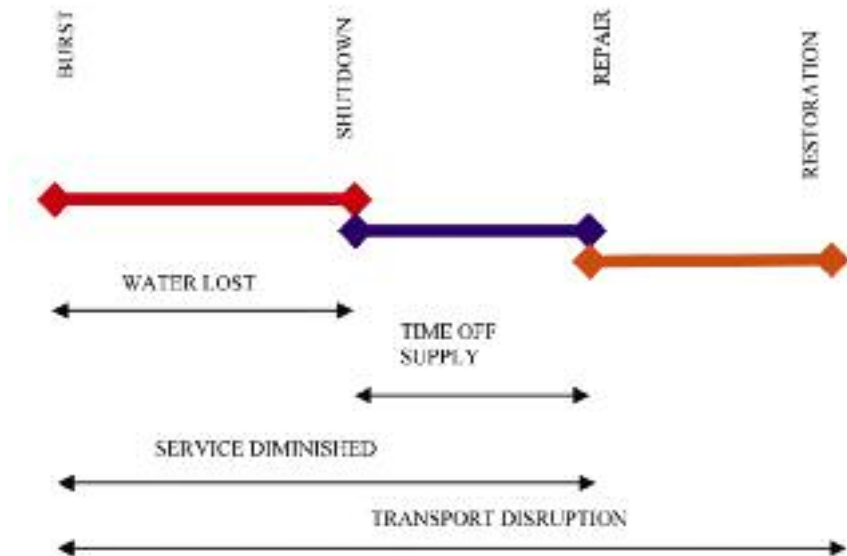 BURST
SHUTDOWN
REPAIR
RESTORATION
WATER LOST
TIME OFF
SUPPLY
SERVICE DIMINISHED
TRANSPORT DISRUPTION